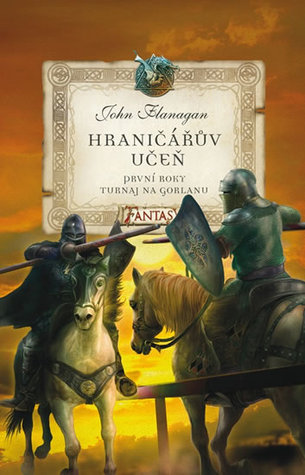 John Flanagan
HRANIČÁŘŮV
UČEŇ
PRVNÍ ROKY
TURNAJ NA GORLANU
FANTASY